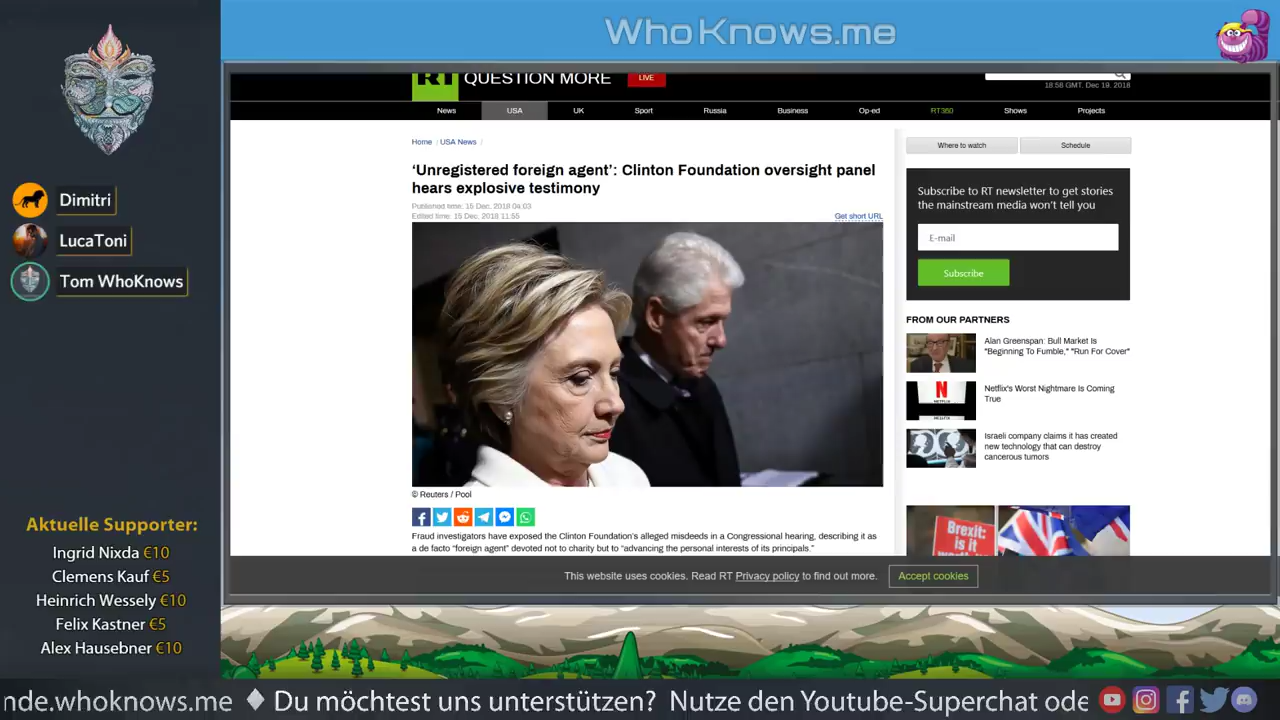 WhoKnows.me
RT QUESTION MORE
LIVE
18:58 GMT. Dec 19, 2018
News USA UK Sport Russia Business Op-ed RT360 Shows Projects
Home / USA News /
Where to watch
Schedule
‘Unregistered foreign agent’: Clinton Foundation oversight panel
hears explosive testimony
Published time: 15 Dec, 2018 04:03
Edited time: 15 Dec, 2018 11:55
Get short URL
© Reuters / Pool
Fraud investigators have exposed the Clinton Foundation’s alleged misdeeds in a Congressional hearing, describing it as
a de facto “foreign agent” devoted not to charity but to “advancing the personal interests of its principals.”
Subscribe to RT newsletter to get stories
the mainstream media won’t tell you
E-mail
Subscribe
FROM OUR PARTNERS
Alan Greenspan: Bull Market Is
"Beginning To Fumble," "Run For Cover"
NETFLIX
Netflix's Worst Nightmare Is Coming
True
Israeli company claims it has created
new technology that can destroy
cancerous tumors
Brexit:
is it
This website uses cookies. Read RT Privacy policy to find out more.
Accept cookies
Dimitri
LucaToni
Tom WhoKnows
Aktuelle Supporter:
Ingrid Nixda €10
Clemens Kauf €5
Heinrich Wessely €10
Felix Kastner €5
Alex Hausebner €10
nde.whoknows.me ♦ Du möchtest uns unterstützen? Nutze den Youtube-Superchat ode